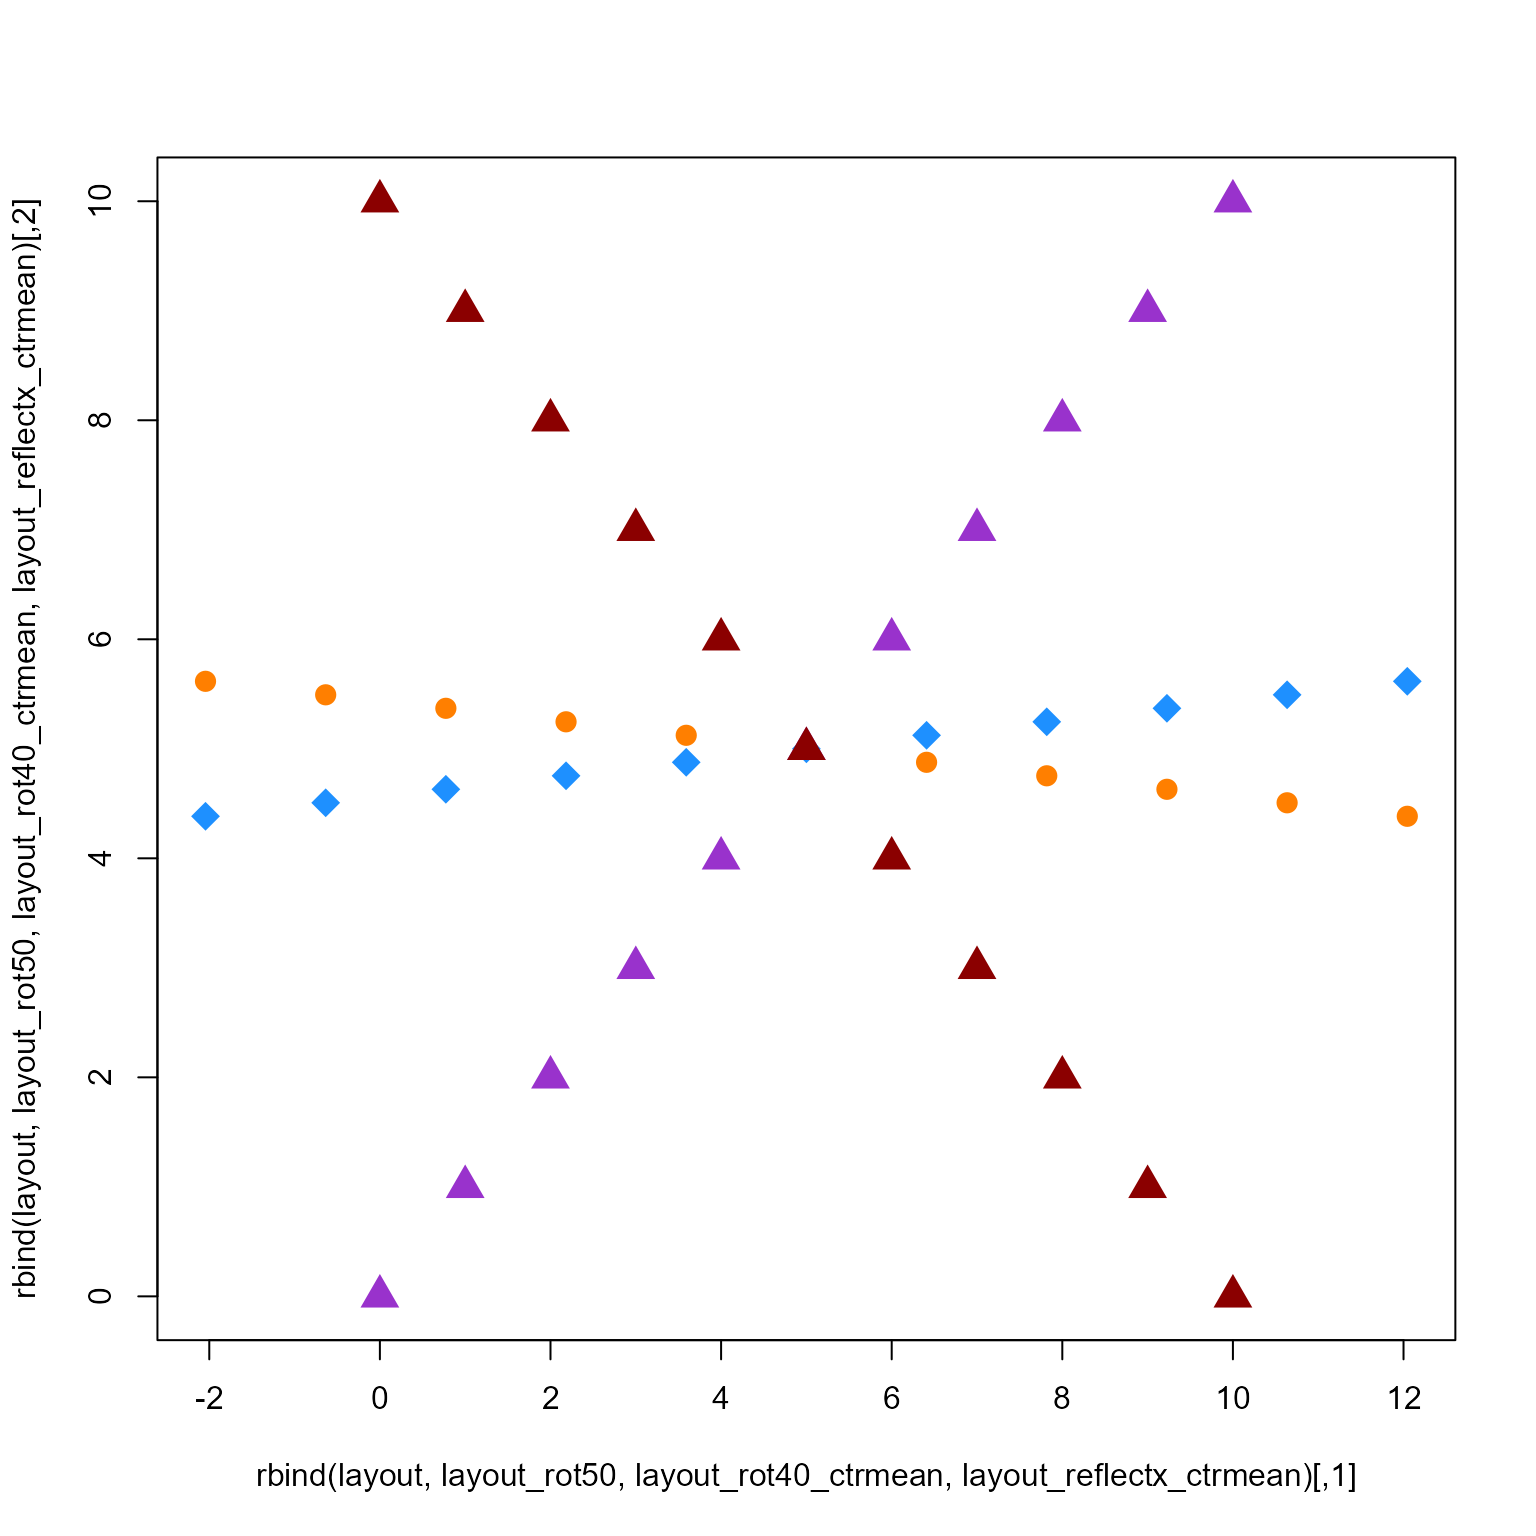 rbind(layout, layout_rot50, layout_rot40_ctrmean, layout_reflectx_ctrmean)[,2]
10
8
6
4
2
0
-2 0 2 4 6 8 10 12
rbind(layout, layout_rot50, layout_rot40_ctrmean, layout_reflectx_ctrmean)[,1]